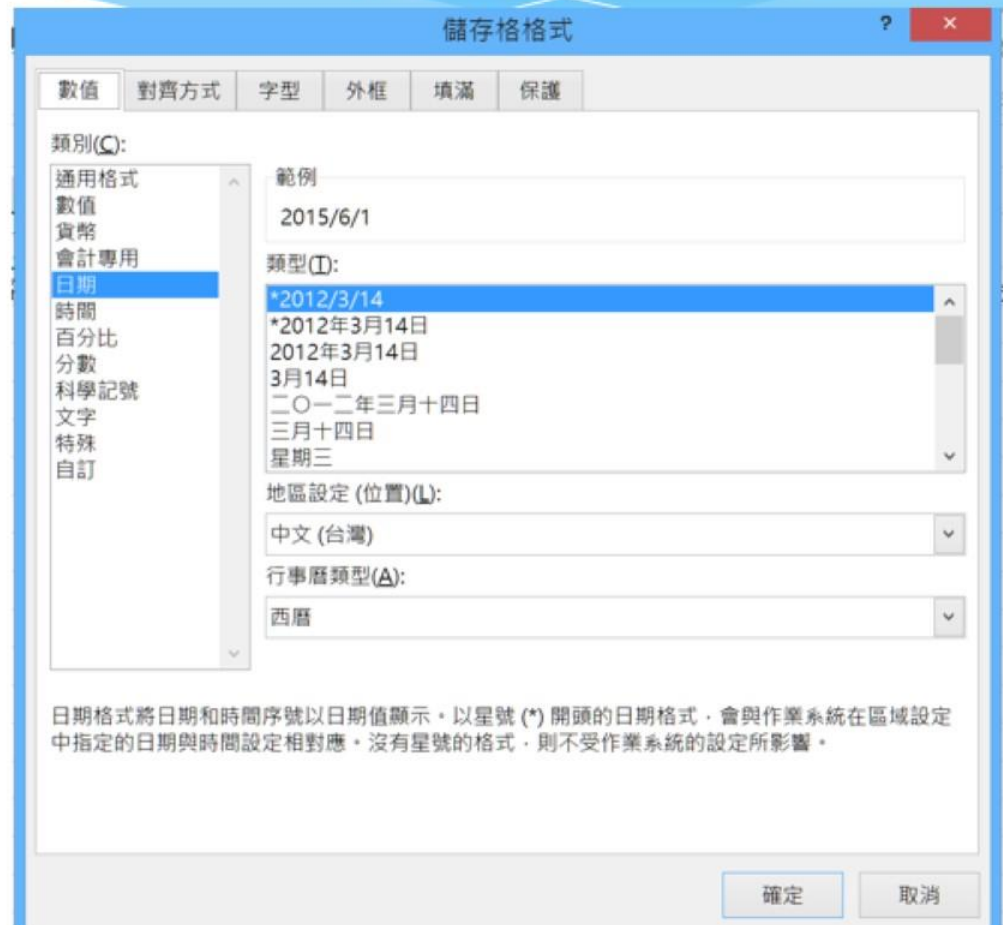 儲存格格式
?
×
數值 對齊方式 字型 外框 填滿 保護
類別(C):
通用格式
數值
貨幣
會計專用
日期
時間
百分比
分數
科學記號
文字
特殊
自訂
範例
2015/6/1
類型(T):
*2012/3/14
*2012年3月14日
2012年3月14日
3月14日
二○一二年三月十四日
三月十四日
星期三
地區設定 (位置)(L):
中文 (台灣)
行事曆類型(A):
西曆
日期格式將日期和時間序號以日期值顯示。以星號 (*) 開頭的日期格式，會與作業系統在區域設定
中指定的日期與時間設定相對應。沒有星號的格式，則不受作業系統的設定所影響。
確定 取消